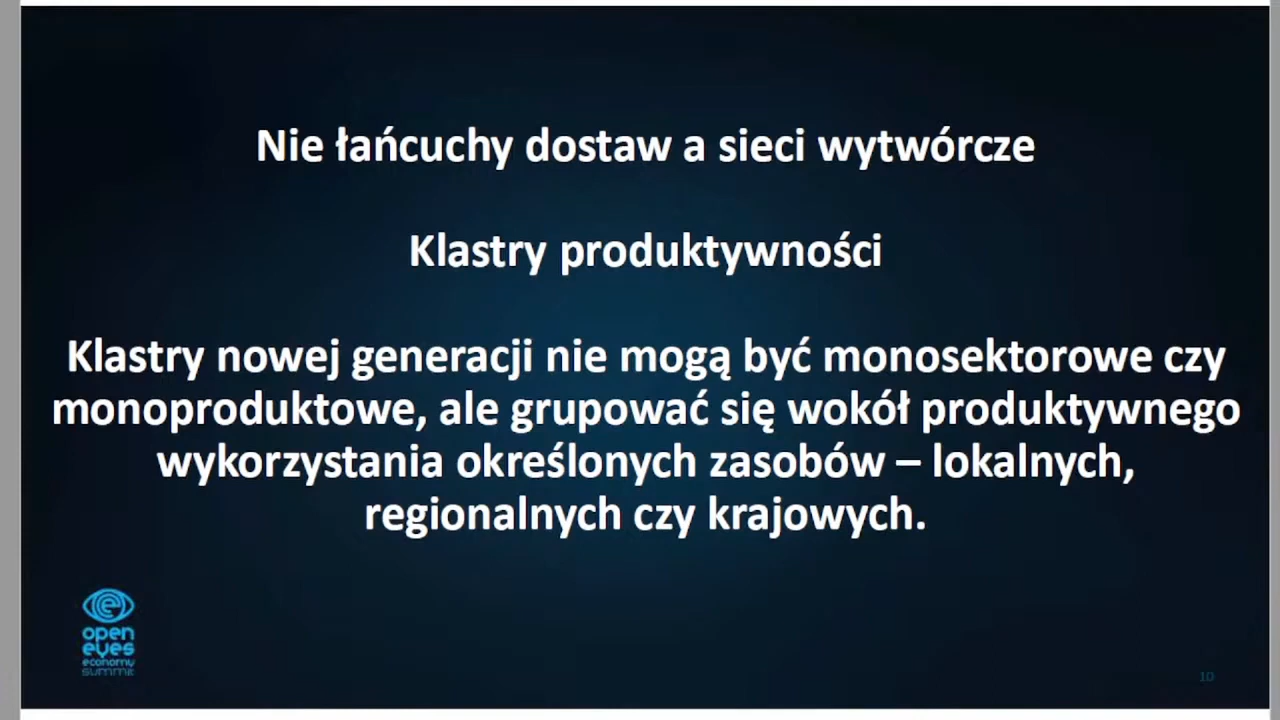 Nie łańcuchy dostaw a sieci wytwórcze
Klastry produktywności
Klastry nowej generacji nie mogą być monosektorowe czy
monoproduktowe, ale grupować się wokół produktywnego
wykorzystania określonych zasobów – lokalnych,
regionalnych czy krajowych.
open
eyes
economy
summit
10